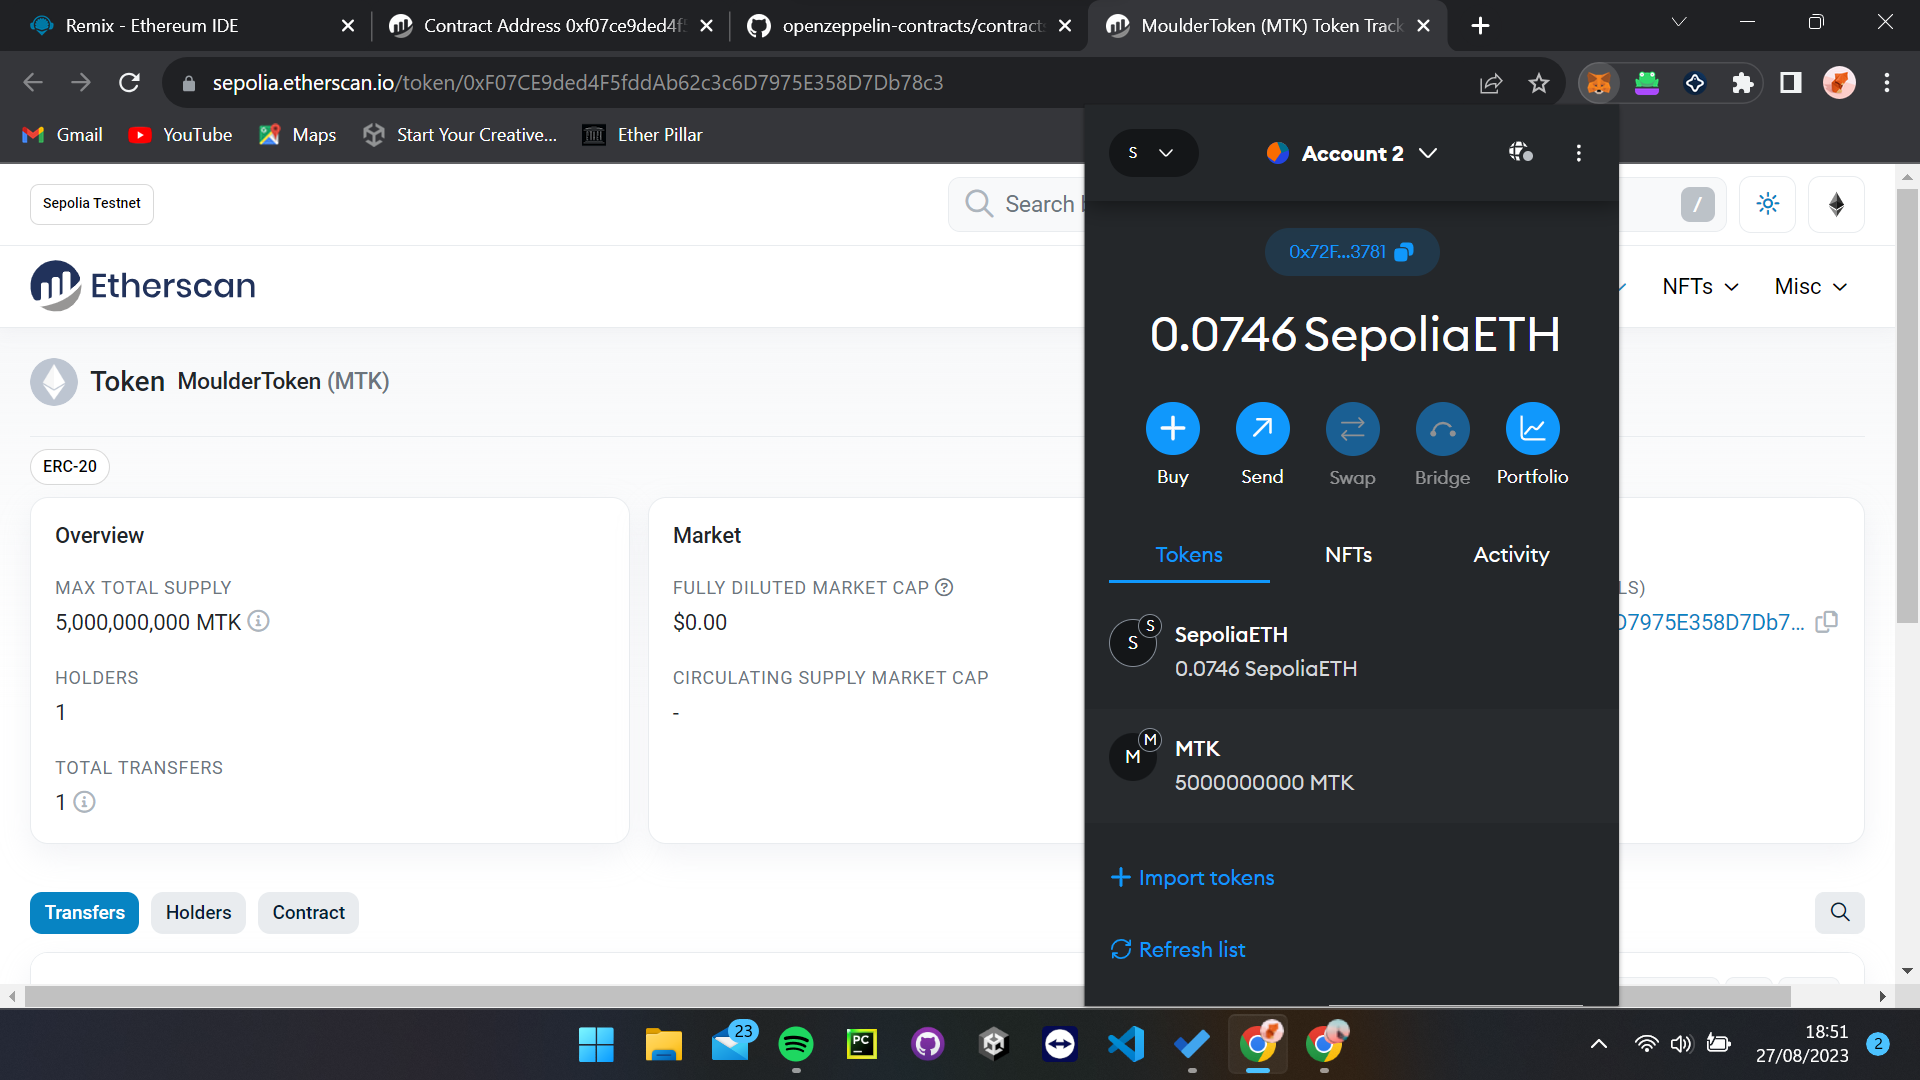 Remix - Ethereum IDE
Contract Address 0xf07ce9ded4f5
openzeppelin-contracts/contracts
MoulderToken (MTK) Token Track
sepolia.etherscan.io/token/0xF07CE9ded4F5fddAb62c3c6D7975E358D7Db78c3
Gmail
YouTube
Maps
Start Your Creative...
Ether Pillar
Sepolia Testnet
Search
/
Etherscan
NFTs
Misc
Token MoulderToken (MTK)
ERC-20
Overview
MAX TOTAL SUPPLY
5,000,000,000 MTK
HOLDERS
1
TOTAL TRANSFERS
1
Market
FULLY DILUTED MARKET CAP
$0.00
CIRCULATING SUPPLY MARKET CAP
-
LS)
D7975E358D7Db7...
Transfers
Holders
Contract
S
Account 2
0x72F...3781
0.0746 SepoliaETH
Buy
Send
Swap
Bridge
Portfolio
Tokens
NFTs
Activity
S
S
SepoliaETH
0.0746 SepoliaETH
M
M
MTK
5000000000 MTK
Import tokens
Refresh list
23
PC
18:51
27/08/2023
2